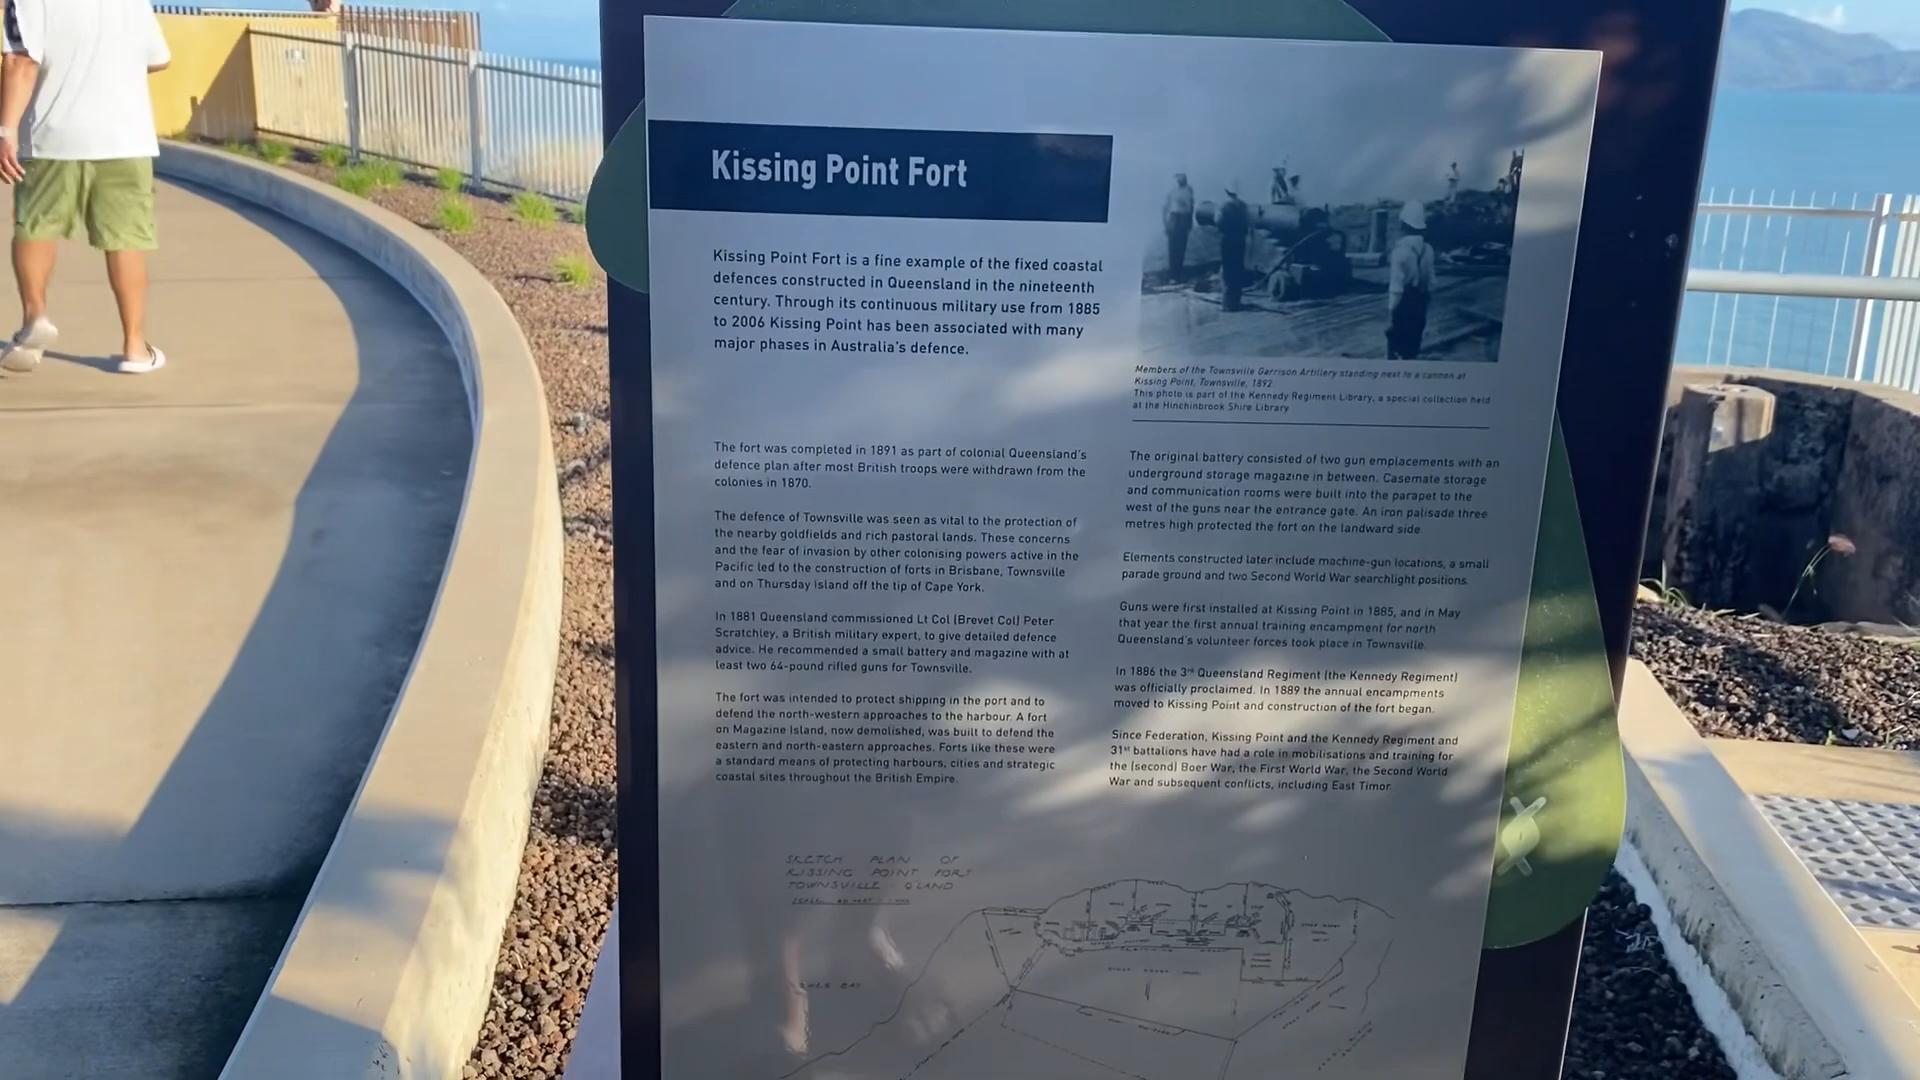 Kissing Point Fort
Kissing Point Fort is a fine example of the fixed coastal
defences constructed in Queensland in the nineteenth
century. Through its continuous military use from 1885
to 2006 Kissing Point has been associated with many
major phases in Australia's defence.
Members of the Townsville Garrison Artillery standing next to a cannon at
Kissing Point, Townsville, 1892.
This photo is part of the Kennedy Regiment Library, a special collection held
at the Hinchinbrook Shire Library
The fort was completed in 1891 as part of colonial Queensland's
defence plan after most British troops were withdrawn from the
colonies in 1870.
The defence of Townsville was seen as vital to the protection of
the nearby goldfields and rich pastoral lands. These concerns
and the fear of invasion by other colonising powers active in the
Pacific led to the construction of forts in Brisbane, Townsville
and on Thursday Island off the tip of Cape York.
In 1881 Queensland commissioned Lt Col (Brevet Col) Peter
Scratchley, a British military expert, to give detailed defence
advice. He recommended a small battery and magazine with at
least two 64-pound rifled guns for Townsville.
The fort was intended to protect shipping in the port and to
defend the north-western approaches to the harbour. A fort
on Magazine Island, now demolished, was built to defend the
eastern and north-eastern approaches. Forts like these were
a standard means of protecting harbours, cities and strategic
coastal sites throughout the British Empire.
The original battery consisted of two gun emplacements with an
underground storage magazine in between. Casemate storage
and communication rooms were built into the parapet to the
west of the guns near the entrance gate. An iron palisade three
metres high protected the fort on the landward side.
Elements constructed later include machine-gun locations, a small
parade ground and two Second World War searchlight positions.
Guns were first installed at Kissing Point in 1885, and in May
that year the first annual training encampment for north
Queensland's volunteer forces took place in Townsville.
In 1886 the 3rd Queensland Regiment (the Kennedy Regiment)
was officially proclaimed. In 1889 the annual encampments
moved to Kissing Point and construction of the fort began.
Since Federation, Kissing Point and the Kennedy Regiment and
31st battalions have had a role in mobilisations and training for
the (second) Boer War, the First World War, the Second World
War and subsequent conflicts, including East Timor.
SKETCH PLAN OF
KISSING POINT FORT
TOWNSVILLE - Q'LAND
BAY